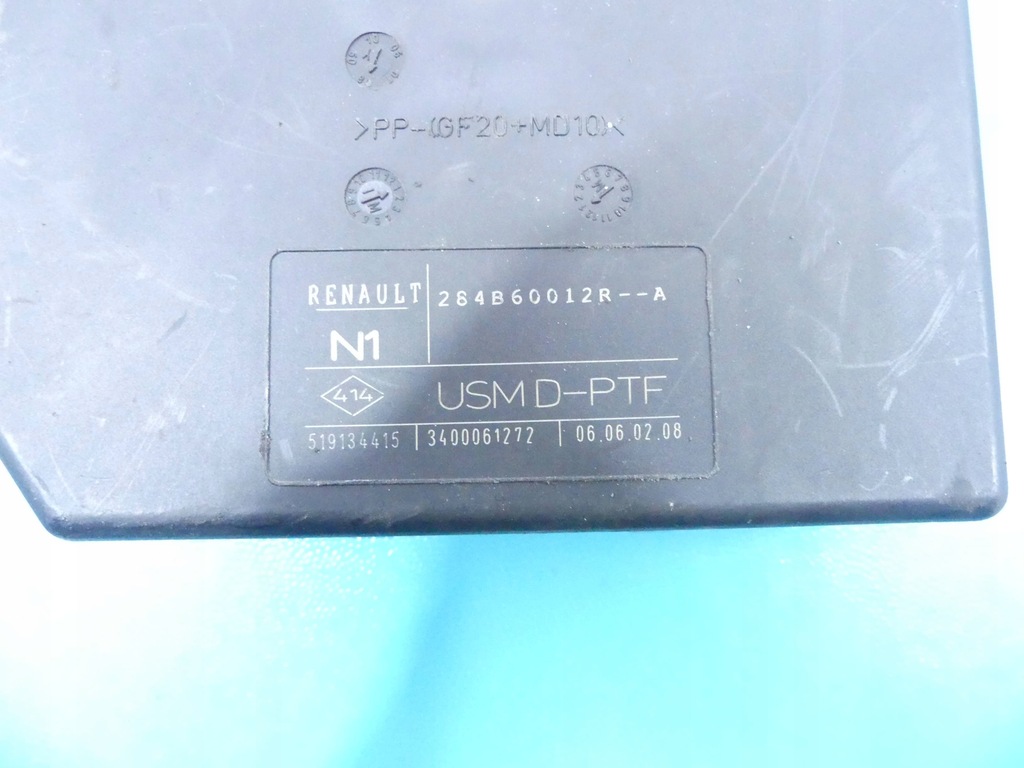 >PP-(GF20+MD10)<
RENAULT
284B60012R--A
N1
414
USM D-PTF
519134415 | 3400061272 | 06.06.02.08